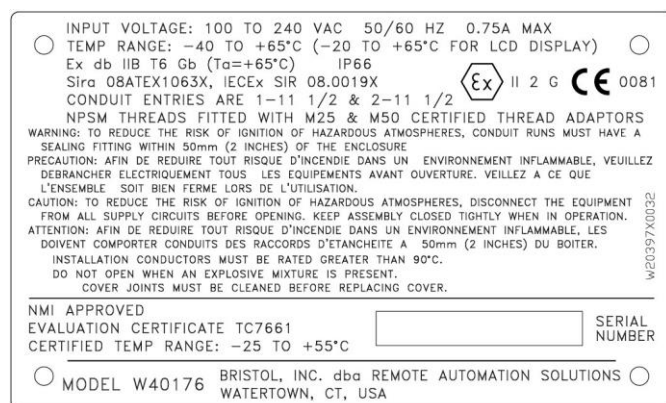 INPUT VOLTAGE: 100 TO 240 VAC 50/60 HZ 0.75A MAX
TEMP RANGE: -40 TO +65°C (-20 TO +65°C FOR LCD DISPLAY)
Ex db IIB T6 Gb (Ta=+65°C) IP66
Sira 08ATEX1063X, IECEx SIR 08.0019X Ex II 2 G CE 0081
CONDUIT ENTRIES ARE 1-11 1/2 & 2-11 1/2
NPSM THREADS FITTED WITH M25 & M50 CERTIFIED THREAD ADAPTORS
WARNING: TO REDUCE THE RISK OF IGNITION OF HAZARDOUS ATMOSPHERES, CONDUIT RUNS MUST HAVE A
SEALING FITTING WITHIN 50mm (2 INCHES) OF THE ENCLOSURE
PRECAUTION: AFIN DE REDUIRE TOUT RISQUE D'INCENDIE DANS UN ENVIRONNEMENT INFLAMMABLE, VEUILLEZ
DEBRANCHER ELECTRIQUEMENT TOUS LES EQUIPEMENTS AVANT OUVERTURE. VEILLEZ A CE QUE
L'ENSEMBLE SOIT BIEN FERME LORS DE L'UTILISATION.
CAUTION: TO REDUCE THE RISK OF IGNITION OF HAZARDOUS ATMOSPHERES, DISCONNECT THE EQUIPMENT
FROM ALL SUPPLY CIRCUITS BEFORE OPENING. KEEP ASSEMBLY CLOSED TIGHTLY WHEN IN OPERATION.
ATTENTION: AFIN DE REDUIRE TOUT RISQUE D'INCENDIE DANS UN ENVIRONNEMENT INFLAMMABLE, LES
DOIVENT COMPORTER CONDUITS DES RACCORDS D'ETANCHEITE A 50mm (2 INCHES) DU BOITER.
INSTALLATION CONDUCTORS MUST BE RATED GREATER THAN 90°C.
DO NOT OPEN WHEN AN EXPLOSIVE MIXTURE IS PRESENT.
COVER JOINTS MUST BE CLEANED BEFORE REPLACING COVER.
W20397X0032
NMI APPROVED
EVALUATION CERTIFICATE TC7661
CERTIFIED TEMP RANGE: -25 TO +55°C
SERIAL
NUMBER
MODEL W40176
BRISTOL, INC. dba REMOTE AUTOMATION SOLUTIONS
WATERTOWN, CT, USA